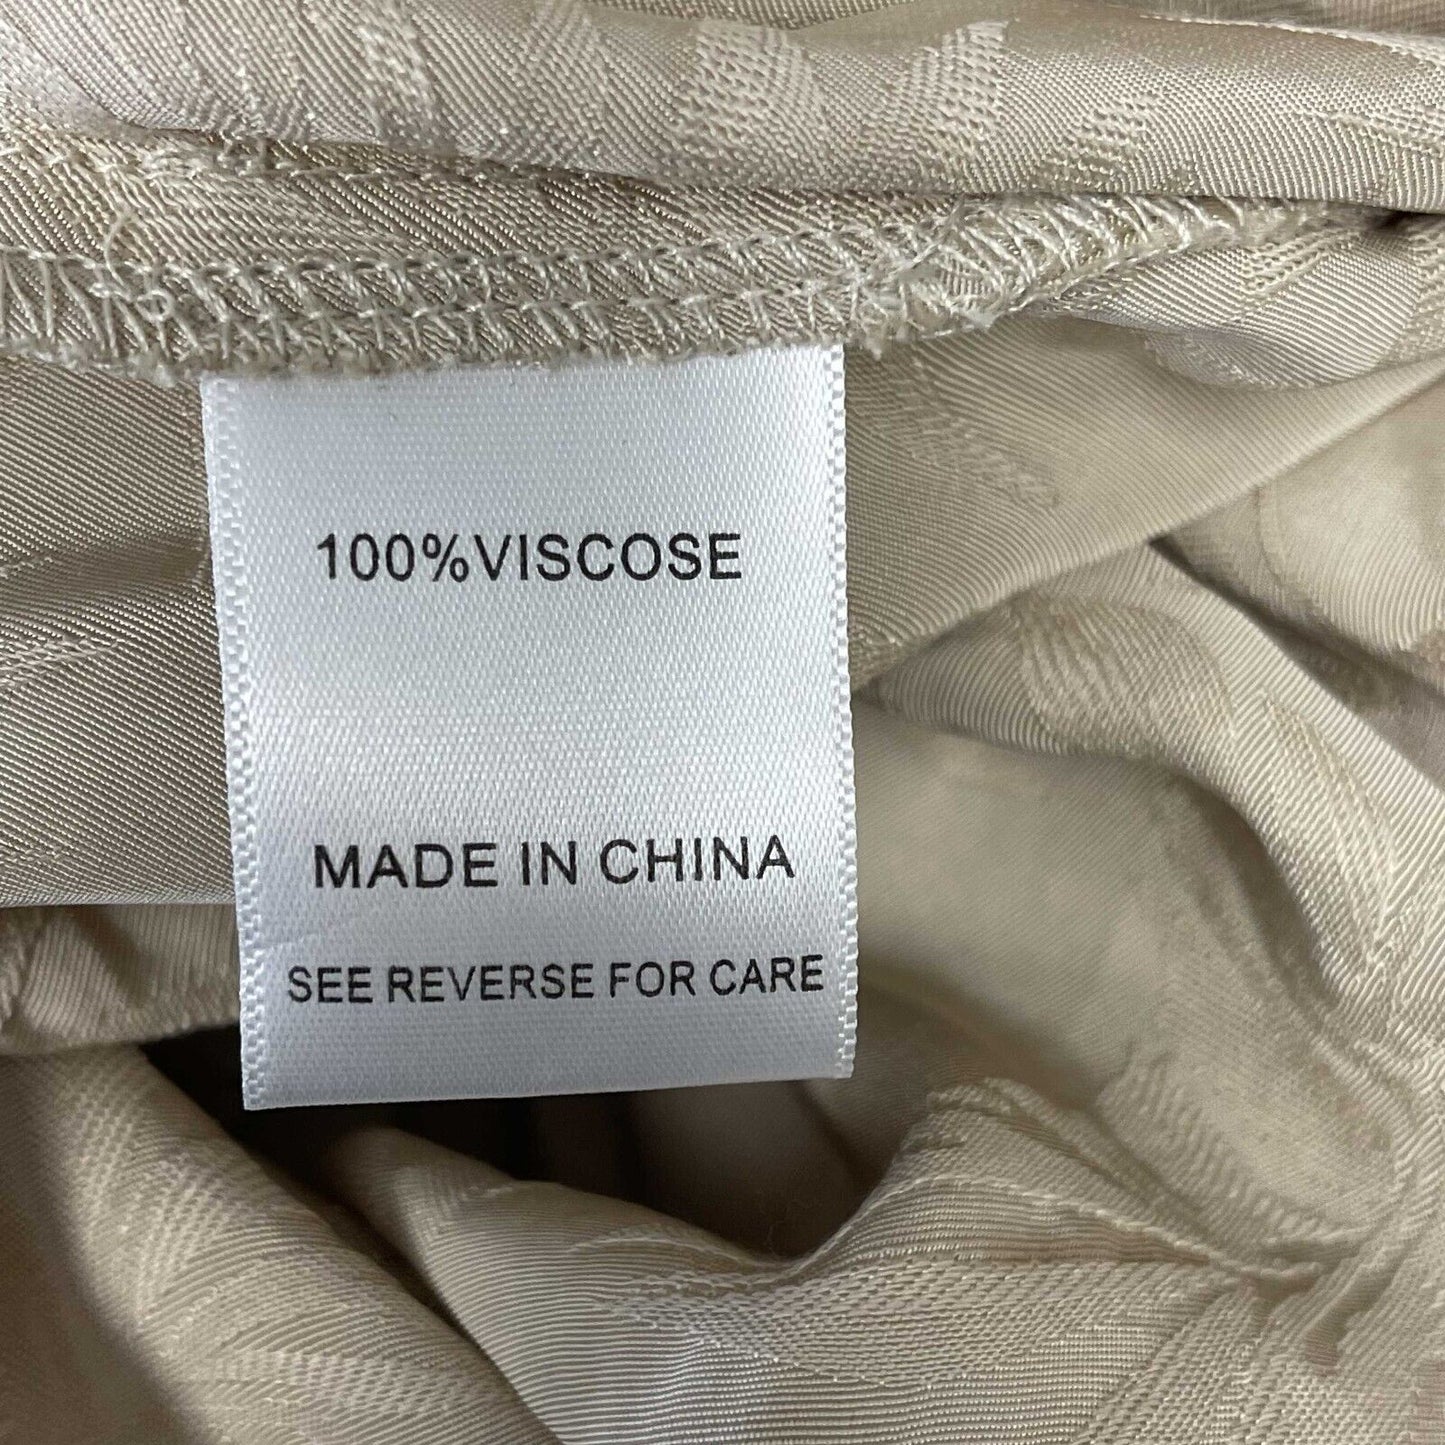 100%VISCOSE
MADE IN CHINA
SEE REVERSE FOR CARE